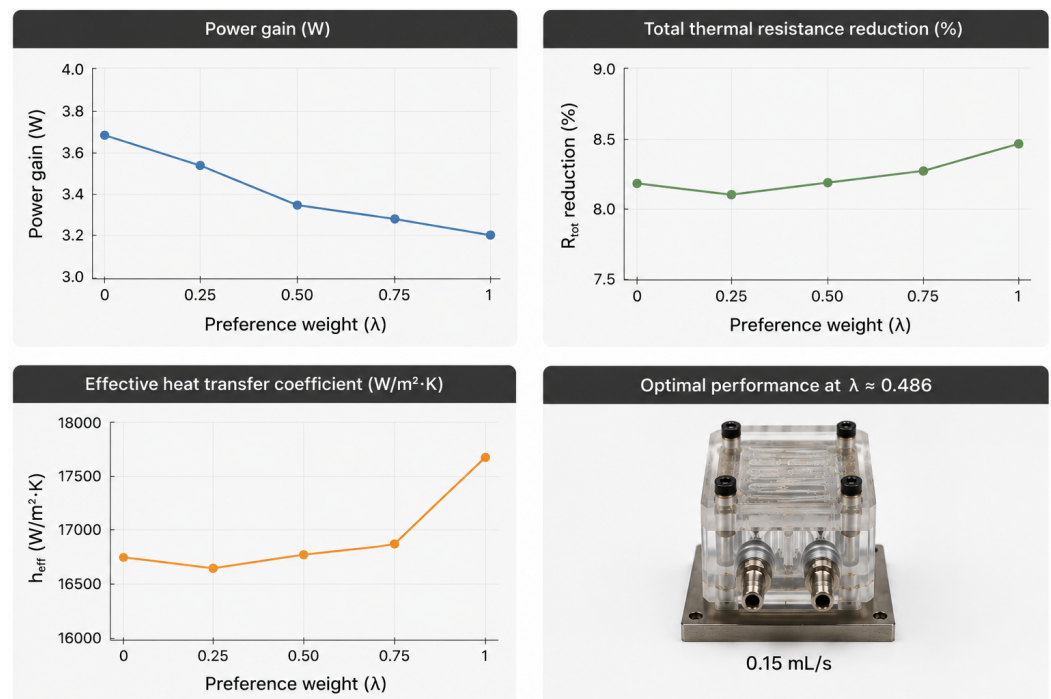 Power gain (W)
Power gain (W)
4.0
3.8
3.6
3.4
3.2
3.0
0 0.25 0.50 0.75 1
Preference weight (λ)
Total thermal resistance reduction (%)
R_tot reduction (%)
9.0
8.5
8.0
7.5
0 0.25 0.50 0.75 1
Preference weight (λ)
Effective heat transfer coefficient (W/m²·K)
h_eff (W/m²·K)
18000
17500
17000
16500
16000
0 0.25 0.50 0.75 1
Preference weight (λ)
Optimal performance at λ ≈ 0.486
0.15 mL/s